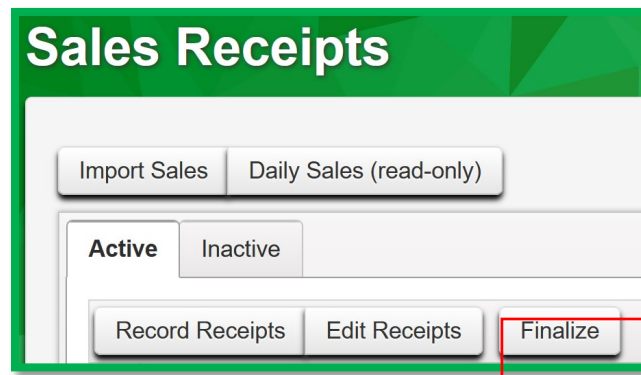 Sales Receipts
Import Sales Daily Sales (read-only)
Active Inactive
Record Receipts Edit Receipts Finalize